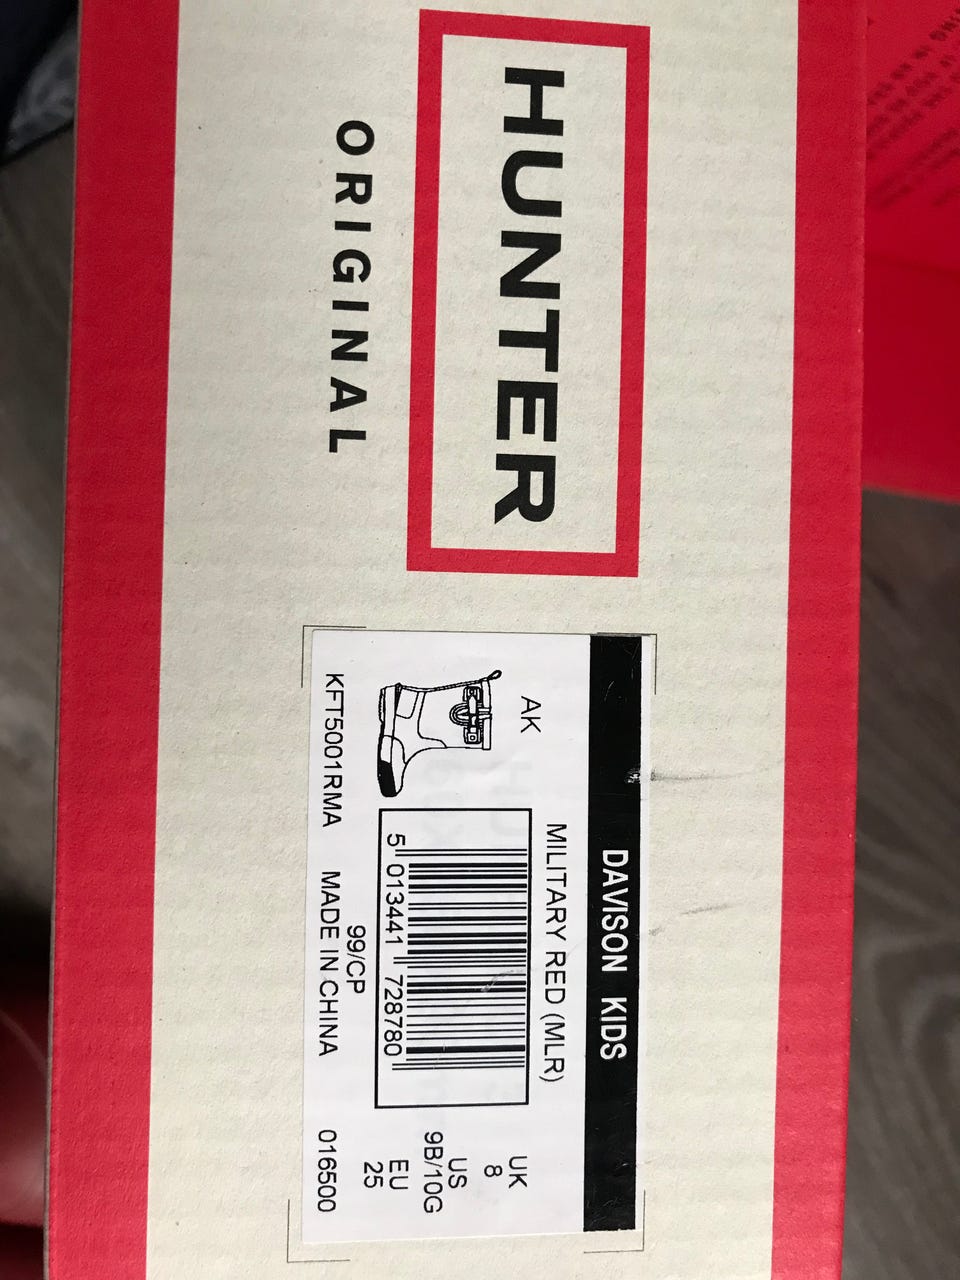 HUNTER
ORIGINAL
DAVISON KIDS
MILITARY RED (MLR)
AK
5 013441 728780
99/CP
KFT5001RMA MADE IN CHINA 016500
UK
8
US
9B/10G
EU
25